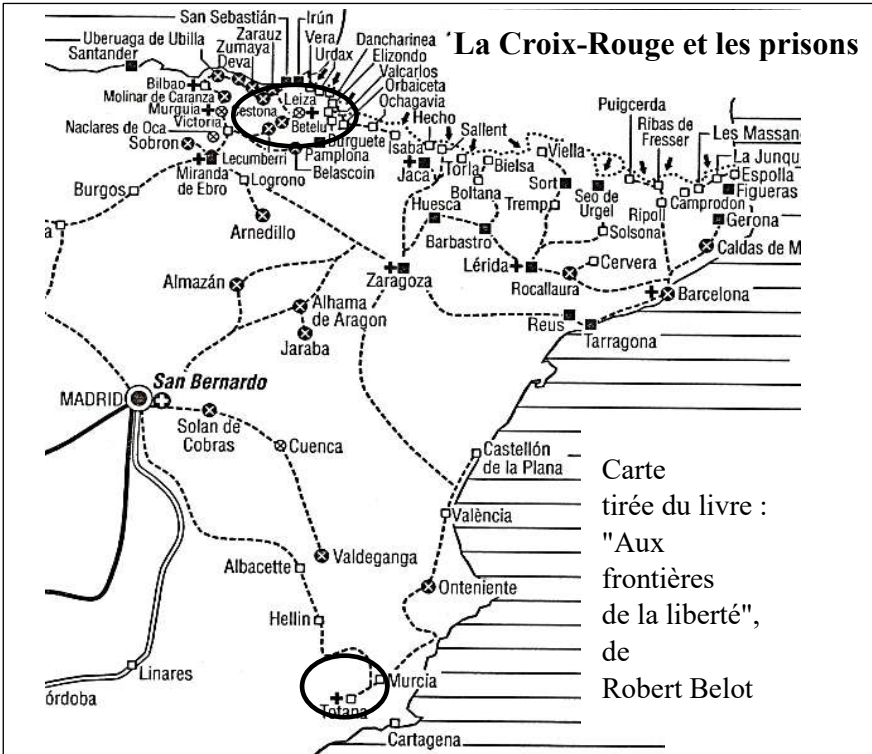 La Croix-Rouge et les prisons
San Sebastián
Irún
Uberuaga de Ubilla
Zarauz
Vera
Dancharinea
Zumaya
Urdax
Elizondo
Santander
Deva
Valcarlos
Bilbao
Leiza
Orbaiceta
Molinar de Caranza
Ochagavia
Murguia
Victoria
estona
Betelu
Hecho
Naclares de Oca
Burguete
Isaba
Sallent
Sobron
Lecumberri
Pamplona
Belascoin
Miranda
de Ebro
Logrono
Jaca
Torla
Bielsa
Viella
Puigcerda
Ribas de
Fresser
Les Massan
La Junqu
Espolla
Figueras
Burgos
Boltana
Sort
Seo de
Urgel
Ripoll
Camprodon
Huesca
Tremp
Gerona
a
Arnedillo
Barbastro
Solsona
Caldas de M
Zaragoza
Lérida
Cervera
Almazán
Rocallaura
Barcelona
Alhama
de Aragon
Jaraba
Reus
Tarragona
San Bernardo
MADRID
Solan de
Cobras
Cuenca
Castellón
de la Plana
València
Valdeganga
Albacette
Onteniente
Hellin
Linares
Murcia
órdoba
Totana
Cartagena
Carte
tirée du livre :
"Aux
frontières
de la liberté",
de
Robert Belot